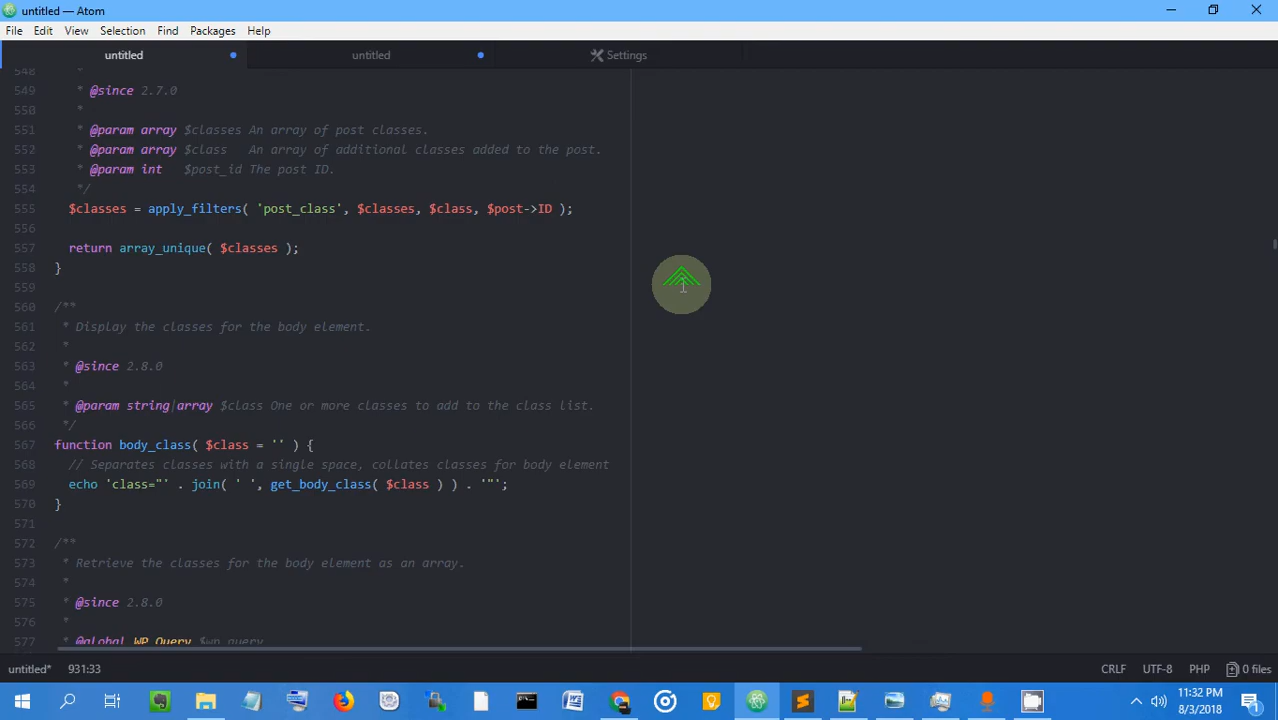 untitled — Atom
File Edit View Selection Find Packages Help
untitled untitled Settings
548 *
549 * @since 2.7.0
550 *
551 * @param array $classes An array of post classes.
552 * @param array $class   An array of additional classes added to the post.
553 * @param int   $post_id The post ID.
554 */
555 $classes = apply_filters( 'post_class', $classes, $class, $post->ID );
556
557 return array_unique( $classes );
558 }
559
560 /**
561 * Display the classes for the body element.
562 *
563 * @since 2.8.0
564 *
565 * @param string|array $class One or more classes to add to the class list.
566 */
567 function body_class( $class = '' ) {
568 // Separates classes with a single space, collates classes for body element
569 echo 'class="' . join( ' ', get_body_class( $class ) ) . '"';
570 }
571
572 /**
573 * Retrieve the classes for the body element as an array.
574 *
575 * @since 2.8.0
576 *
577 * @global WP_Query $wp_query
untitled* 931:33 CRLF UTF-8 PHP 0 files
11:32 PM
8/3/2018
1